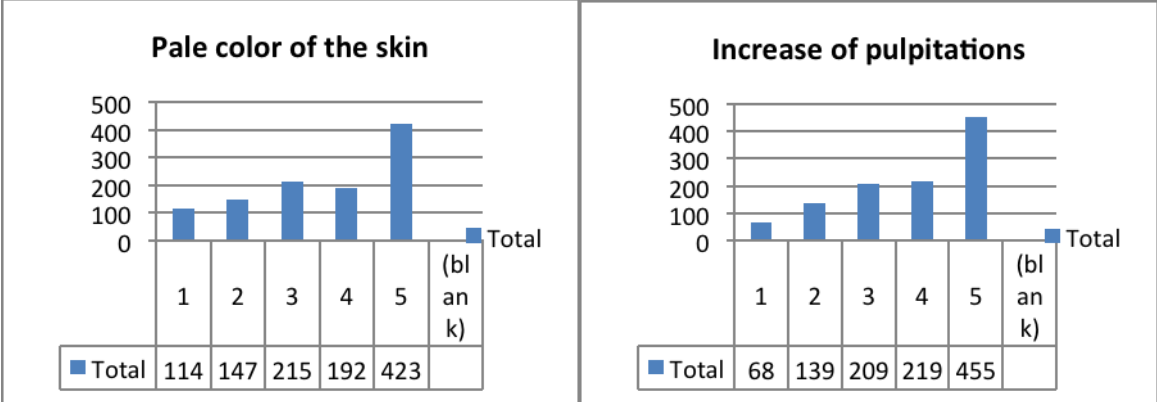 Pale color of the skin
500
400
300
200
100
0
Total
1 2 3 4 5 (bl
an
k)
Total 114 147 215 192 423
Increase of pulpitations
500
400
300
200
100
0
Total
1 2 3 4 5 (bl
an
k)
Total 68 139 209 219 455